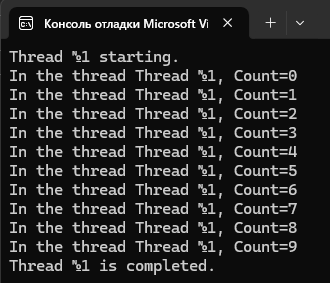 Консоль отладки Microsoft Vi
Thread №1 starting.
In the thread Thread №1, Count=0
In the thread Thread №1, Count=1
In the thread Thread №1, Count=2
In the thread Thread №1, Count=3
In the thread Thread №1, Count=4
In the thread Thread №1, Count=5
In the thread Thread №1, Count=6
In the thread Thread №1, Count=7
In the thread Thread №1, Count=8
In the thread Thread №1, Count=9
Thread №1 is completed.